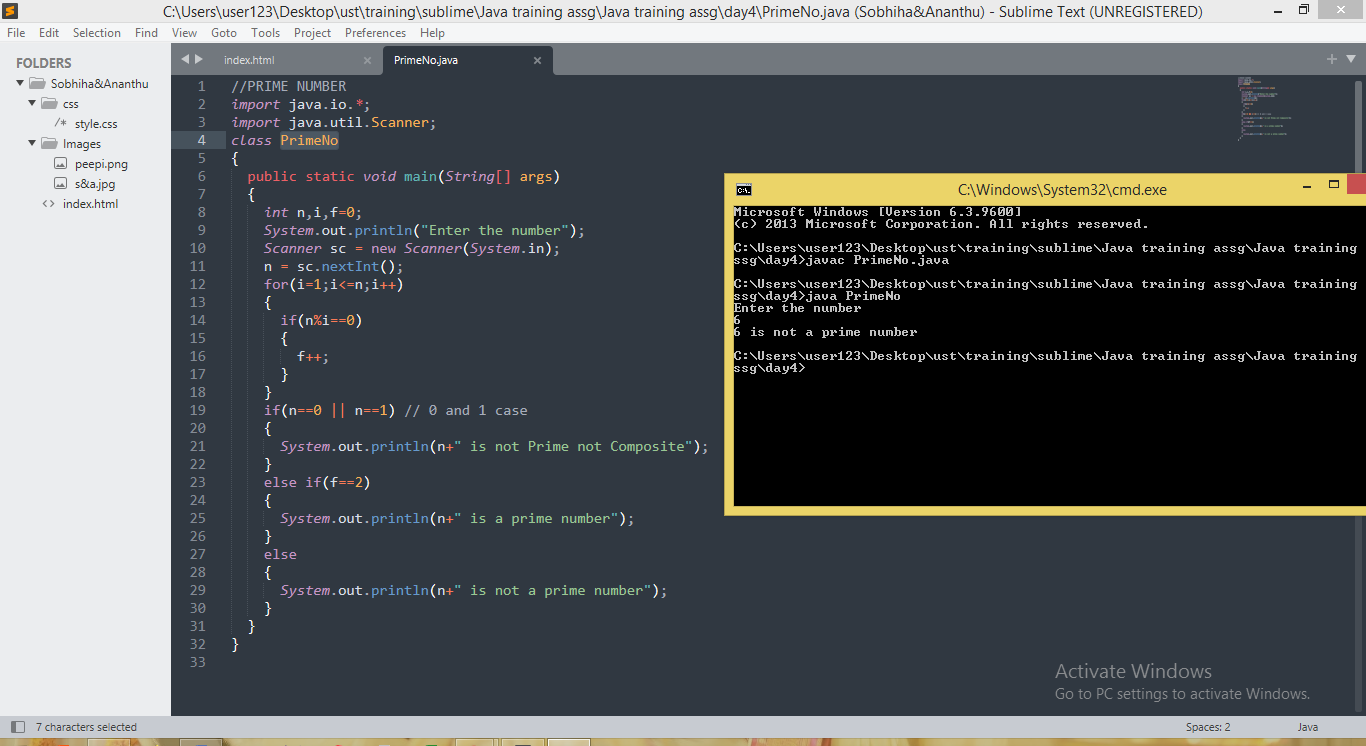 C:\Users\user123\Desktop\ust\training\sublime\Java training assg\Java training assg\day4\PrimeNo.java (Sobhiha&Ananthu) - Sublime Text (UNREGISTERED)
File Edit Selection Find View Goto Tools Project Preferences Help
FOLDERS
Sobhiha&Ananthu
css
/* style.css
Images
peepi.png
s&a.jpg
<> index.html
index.html × PrimeNo.java ×
1 //PRIME NUMBER
2 import java.io.*;
3 import java.util.Scanner;
4 class PrimeNo
5 {
6 public static void main(String[] args)
7 {
8 int n,i,f=0;
9 System.out.println("Enter the number");
10 Scanner sc = new Scanner(System.in);
11 n = sc.nextInt();
12 for(i=1;i<=n;i++)
13 {
14 if(n%i==0)
15 {
16 f++;
17 }
18 }
19 if(n==0 || n==1) // 0 and 1 case
20 {
21 System.out.println(n+" is not Prime not Composite");
22 }
23 else if(f==2)
24 {
25 System.out.println(n+" is a prime number");
26 }
27 else
28 {
29 System.out.println(n+" is not a prime number");
30 }
31 }
32 }
33
C:\Windows\System32\cmd.exe
Microsoft Windows [Version 6.3.9600]
(c) 2013 Microsoft Corporation. All rights reserved.
C:\Users\user123\Desktop\ust\training\sublime\Java training assg\Java training
ssg\day4>javac PrimeNo.java
C:\Users\user123\Desktop\ust\training\sublime\Java training assg\Java training
ssg\day4>java PrimeNo
Enter the number
6
6 is not a prime number
C:\Users\user123\Desktop\ust\training\sublime\Java training assg\Java training
ssg\day4>
Activate Windows
Go to PC settings to activate Windows.
7 characters selected
Spaces: 2
Java